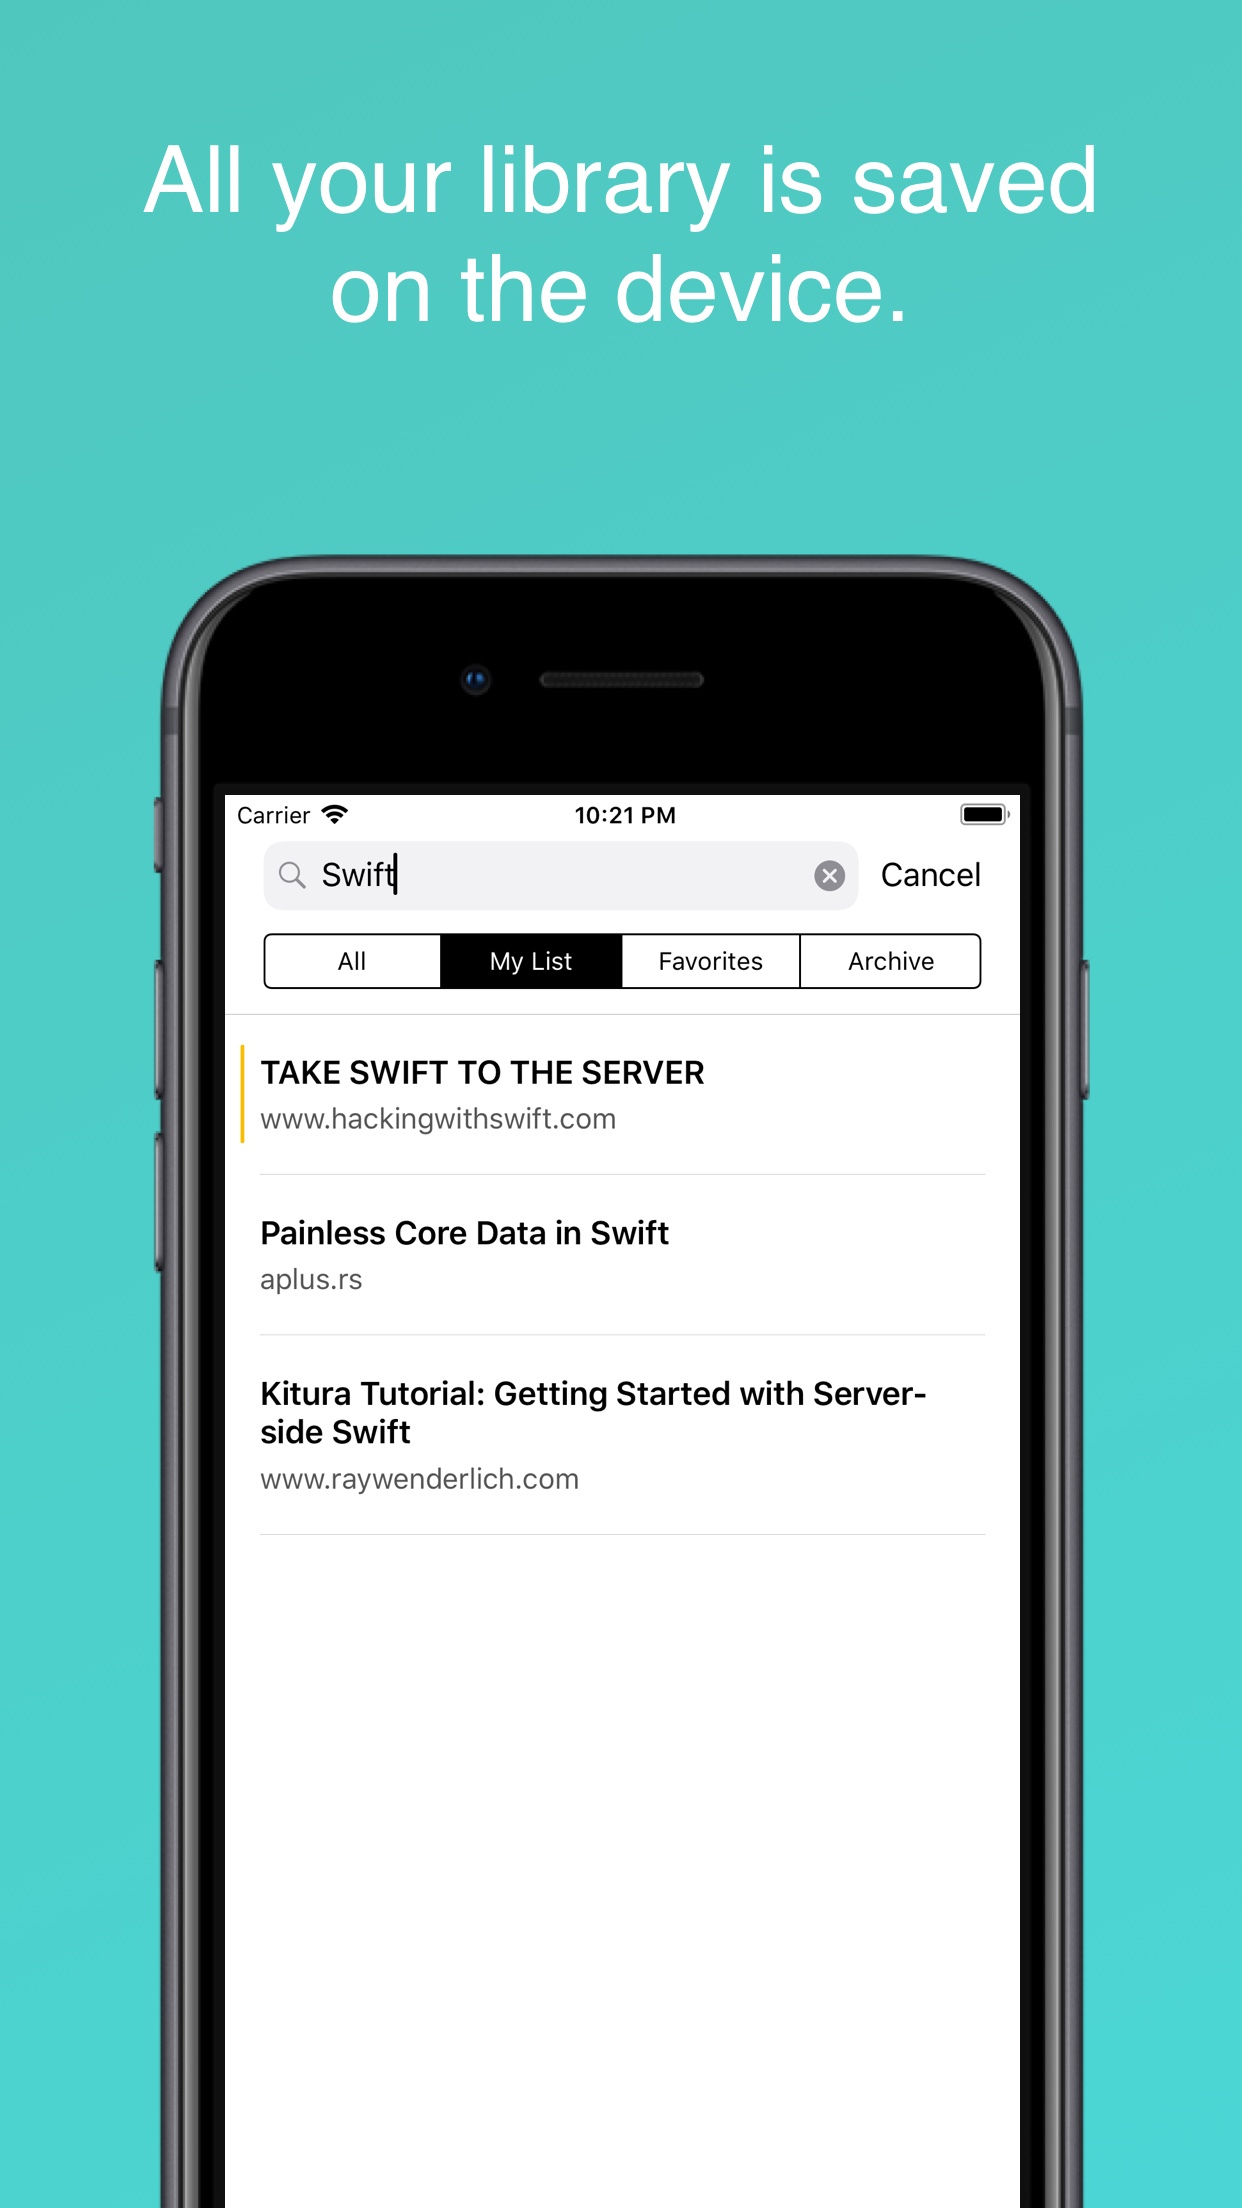 All your library is saved
on the device.
Carrier 10:21 PM
Swift Cancel
All My List Favorites Archive
TAKE SWIFT TO THE SERVER
www.hackingwithswift.com
Painless Core Data in Swift
aplus.rs
Kitura Tutorial: Getting Started with Server-
side Swift
www.raywenderlich.com